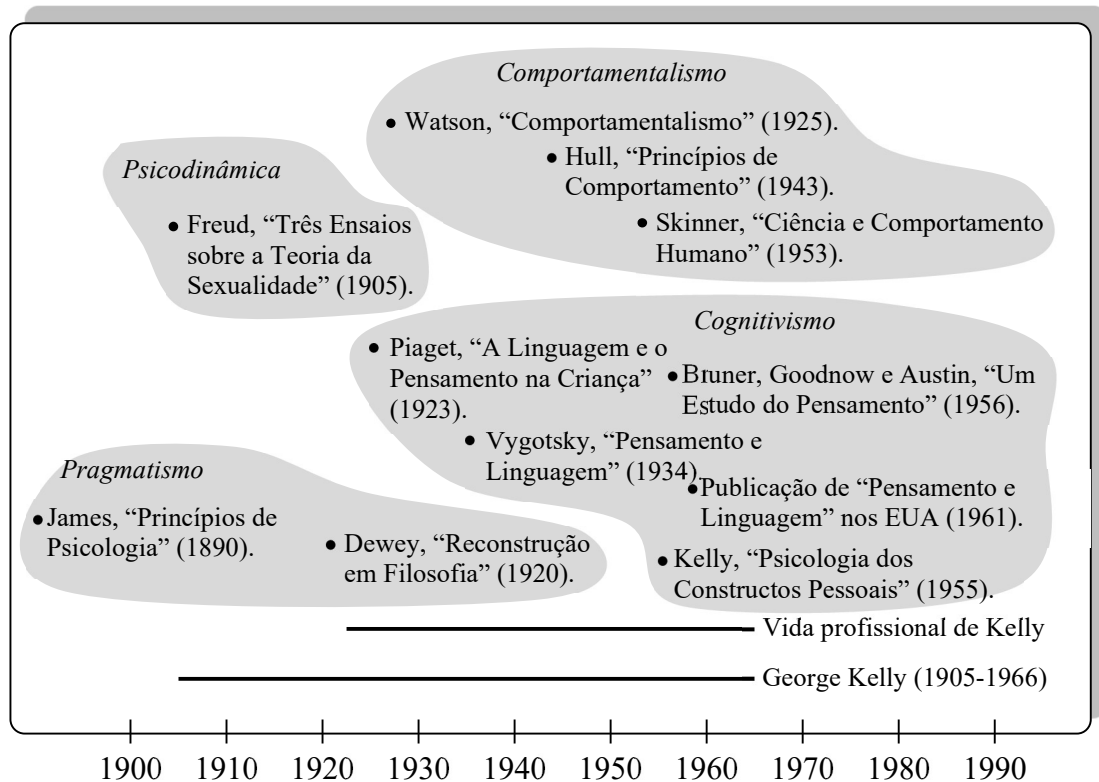 Comportamentalismo
• Watson, “Comportamentalismo” (1925).
• Hull, “Princípios de
Comportamento” (1943).
• Skinner, “Ciência e Comportamento
Humano” (1953).
Psicodinâmica
• Freud, “Três Ensaios
sobre a Teoria da
Sexualidade” (1905).
Cognitivismo
• Piaget, “A Linguagem e o
Pensamento na Criança”
(1923).
• Bruner, Goodnow e Austin, “Um
Estudo do Pensamento” (1956).
• Vygotsky, “Pensamento e
Linguagem” (1934)
• Publicação de “Pensamento e
Linguagem” nos EUA (1961).
• Kelly, “Psicologia dos
Constructos Pessoais” (1955).
Pragmatismo
• James, “Princípios de
Psicologia” (1890).
• Dewey, “Reconstrução
em Filosofia” (1920).
Vida profissional de Kelly
George Kelly (1905-1966)
1900 1910 1920 1930 1940 1950 1960 1970 1980 1990